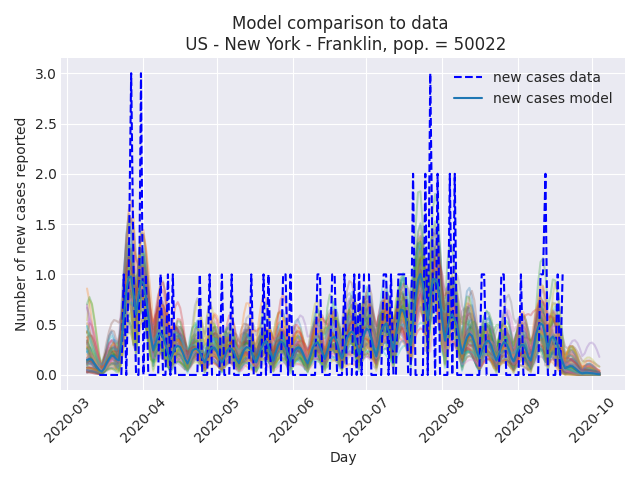 Model comparison to data
US - New York - Franklin, pop. = 50022
new cases data
new cases model
Number of new cases reported
3.0
2.5
2.0
1.5
1.0
0.5
0.0
2020-03
2020-04
2020-05
2020-06
2020-07
2020-08
2020-09
2020-10
Day